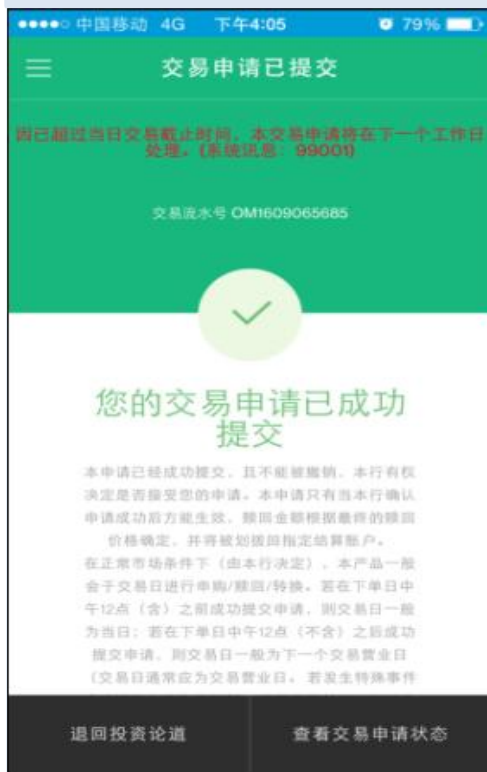 中国移动 4G 下午4:05 79%
交易申请已提交
因已超过当日交易截止时间，本交易申请将在下一个工作日
处理。(系统讯息：99001)
交易流水号 OM1609065685
您的交易申请已成功
提交
本申请已经成功提交，且不能被撤销，本行有权
决定是否接受您的申请。本申请只有当本行确认
申请成功后方能生效，赎回金额根据最终的赎回
价格确定，并将被划拨回指定结算账户。
在正常市场条件下（由本行决定），本产品一般
会于交易日进行申购/赎回/转换。若在下单日中
午12点（含）之前成功提交申请，则交易日一般
为当日；若在下单日中午12点（不含）之后成功
提交申请，则交易日一般为下一个交易营业日
（交易日通常应为交易营业日。若发生特殊事件
退回投资论道
查看交易申请状态